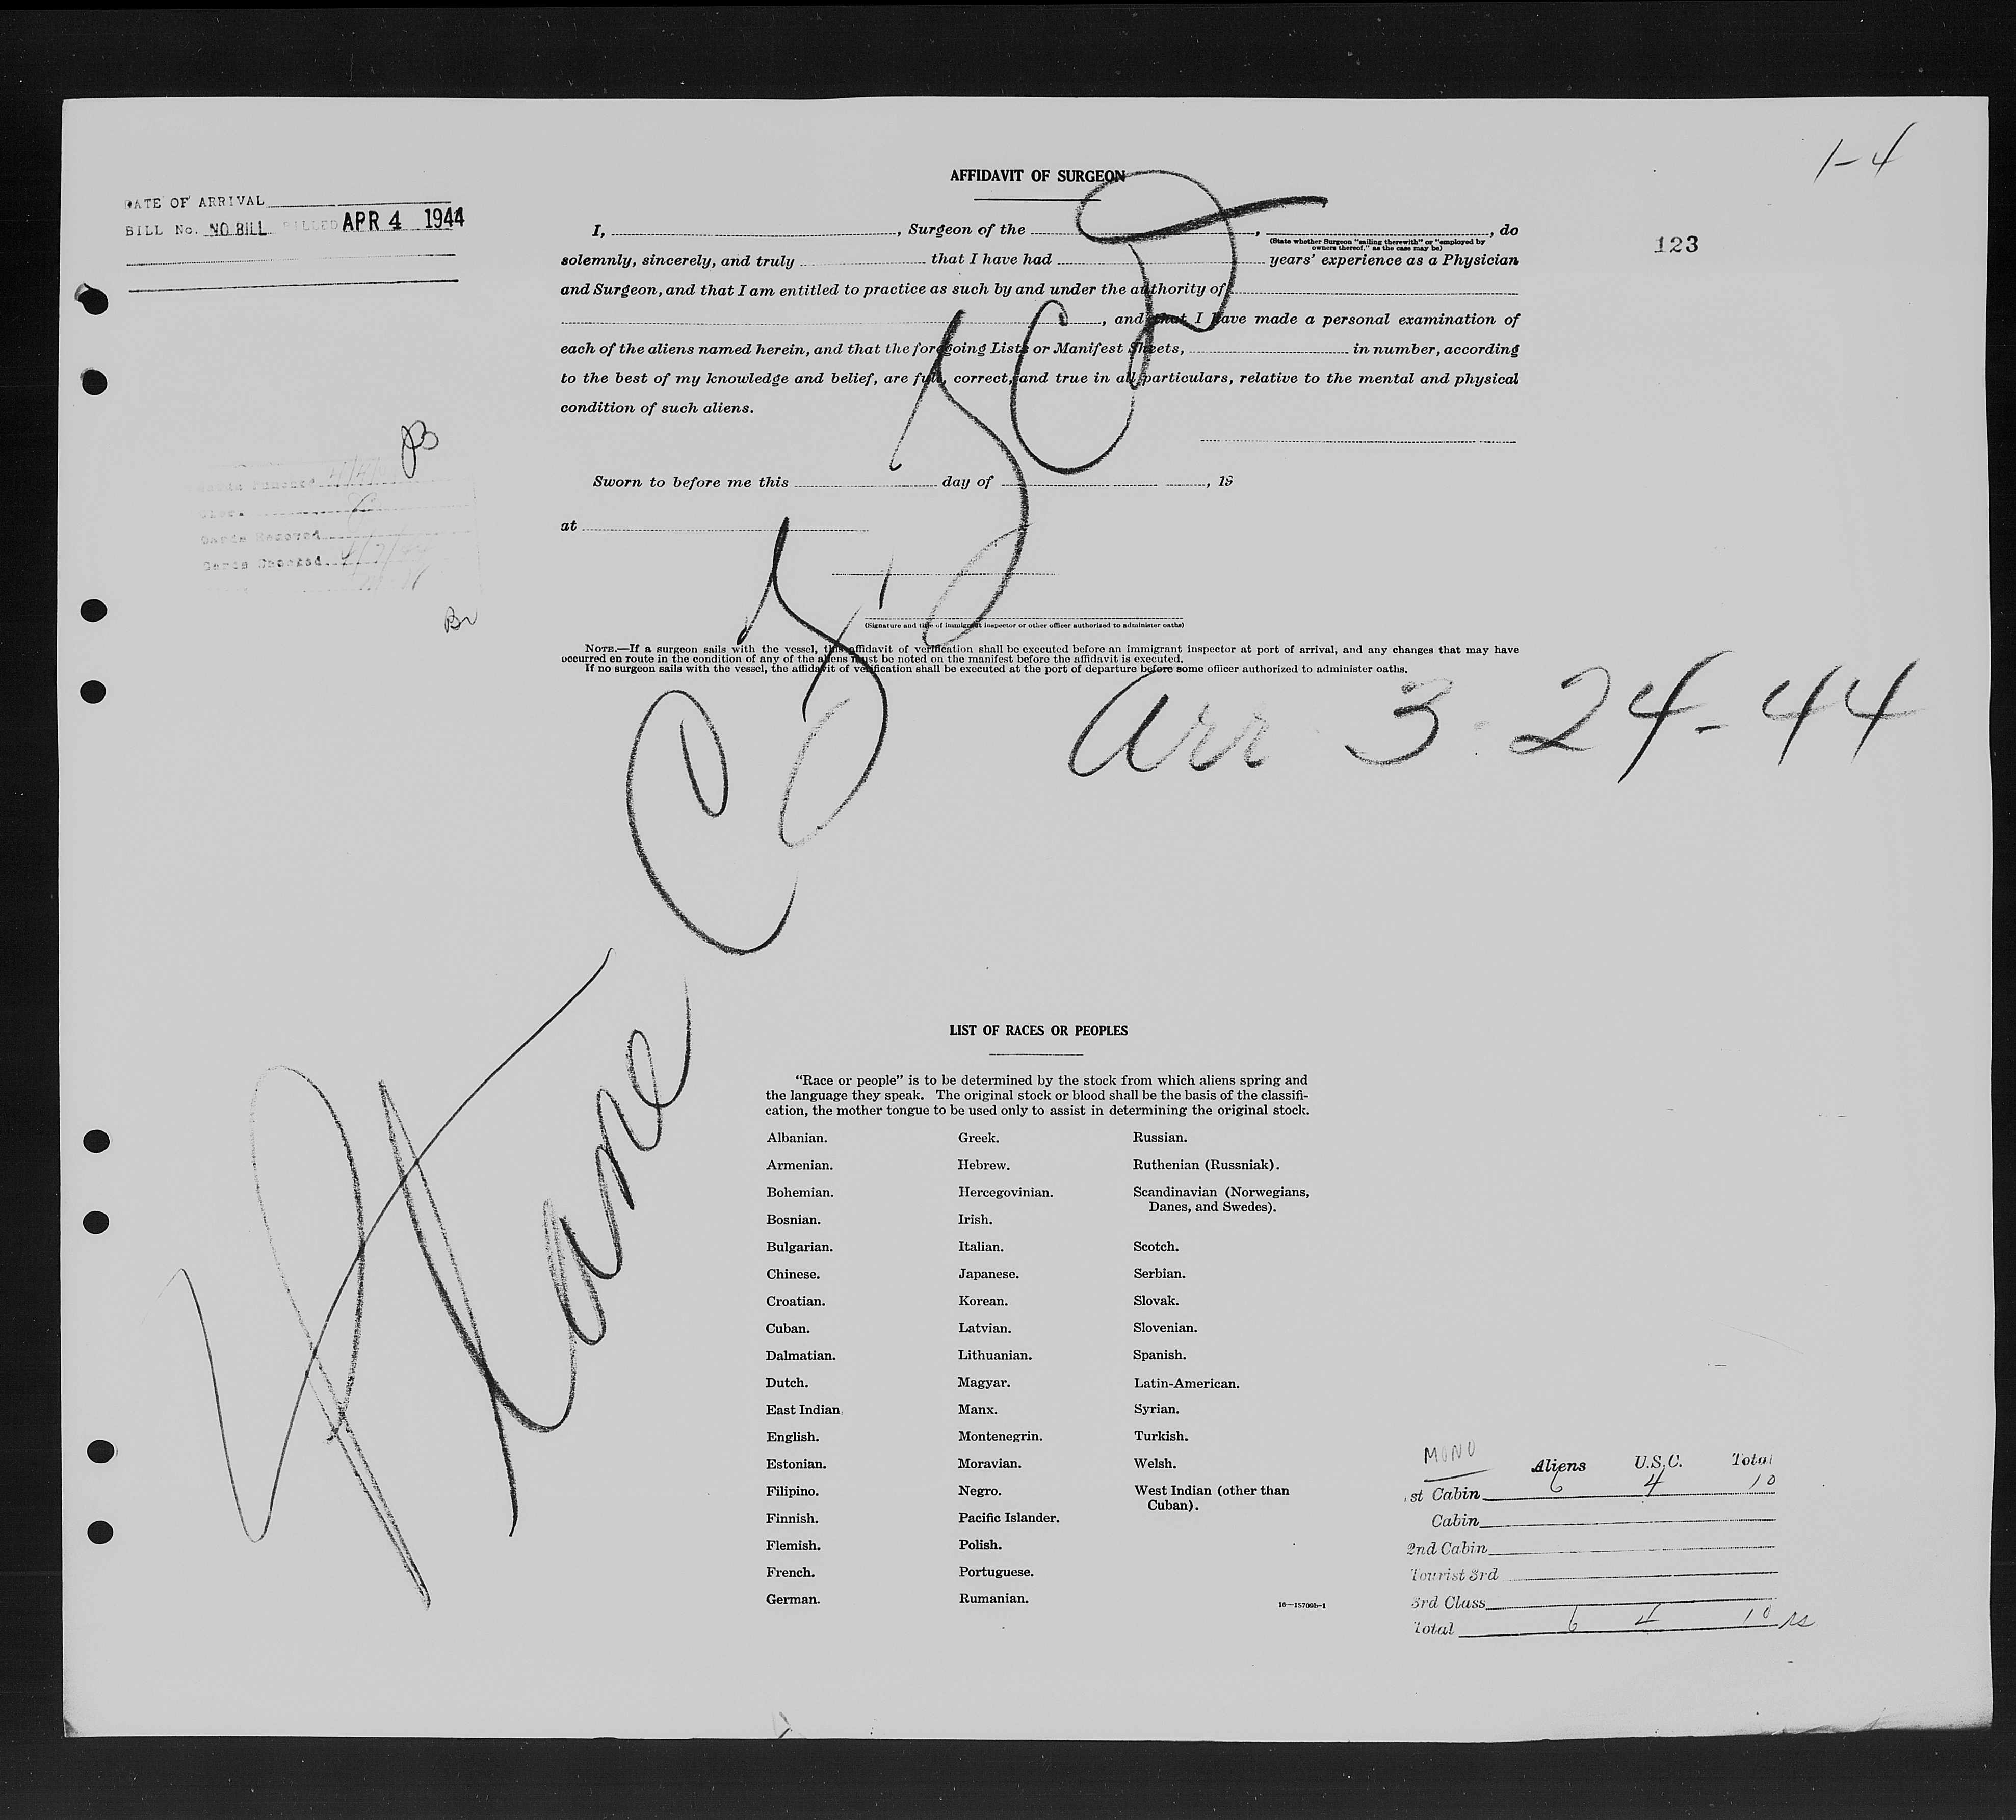 1-4
DATE OF ARRIVAL
BILL No. NO BILL BILLED APR 4 1944
123
AFFIDAVIT OF SURGEON
I, , Surgeon of the , , do
(State whether Surgeon "sailing therewith" or "employed by
owners thereof," as the case may be)
solemnly, sincerely, and truly that I have had years' experience as a Physician
and Surgeon, and that I am entitled to practice as such by and under the authority of
, and that I have made a personal examination of
each of the aliens named herein, and that the foregoing Lists or Manifest Sheets, in number, according
to the best of my knowledge and belief, are full, correct, and true in all particulars, relative to the mental and physical
condition of such aliens.
Sworn to before me this day of , 19
at
(Signature and title of immigrant inspector or other officer authorized to administer oaths)
NOTE.—If a surgeon sails with the vessel, this affidavit of verification shall be executed before an immigrant inspector at port of arrival, and any changes that may have
occurred en route in the condition of any of the aliens must be noted on the manifest before the affidavit is executed.
If no surgeon sails with the vessel, the affidavit of verification shall be executed at the port of departure before some officer authorized to administer oaths.
Cards Removed
Cards Checked
Arr 3-24-44
Plane
LIST OF RACES OR PEOPLES
"Race or people" is to be determined by the stock from which aliens spring and
the language they speak. The original stock or blood shall be the basis of the classifi-
cation, the mother tongue to be used only to assist in determining the original stock.
Albanian. Greek. Russian.
Armenian. Hebrew. Ruthenian (Russniak).
Bohemian. Hercegovinian. Scandinavian (Norwegians,
Danes, and Swedes).
Bosnian. Irish.
Bulgarian. Italian. Scotch.
Chinese. Japanese. Serbian.
Croatian. Korean. Slovak.
Cuban. Latvian. Slovenian.
Dalmatian. Lithuanian. Spanish.
Dutch. Magyar. Latin-American.
East Indian Manx. Syrian.
English. Montenegrin. Turkish.
Estonian. Moravian. Welsh.
Filipino. Negro. West Indian (other than
Cuban).
Finnish. Pacific Islander.
Flemish. Polish.
French. Portuguese.
German. Rumanian.
16—15709b-1
MONO
Aliens U.S.C. Total
1st Cabin 6 4 10
Cabin
2nd Cabin
Tourist 3rd
3rd Class
Total 6 4 10